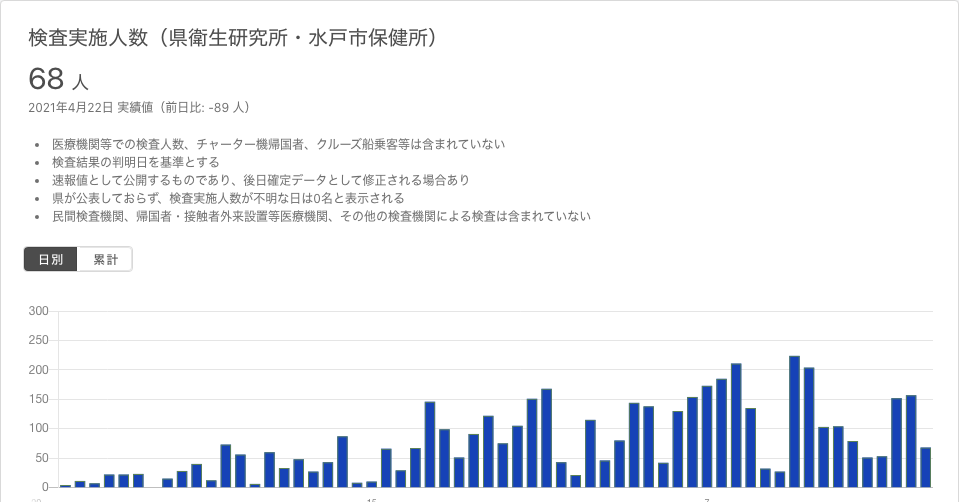 検査実施人数（県衛生研究所・水戸市保健所）
68 人
2021年4月22日 実績値（前日比: -89 人）
• 医療機関等での検査人数、チャーター機帰国者、クルーズ船乗客等は含まれていない
• 検査結果の判明日を基準とする
• 速報値として公開するものであり、後日確定データとして修正される場合あり
• 県が公表しておらず、検査実施人数が不明な日は0名と表示される
• 民間検査機関、帰国者・接触者外来設置等医療機関、その他の検査機関による検査は含まれていない
日別 累計
300
250
200
150
100
50
0